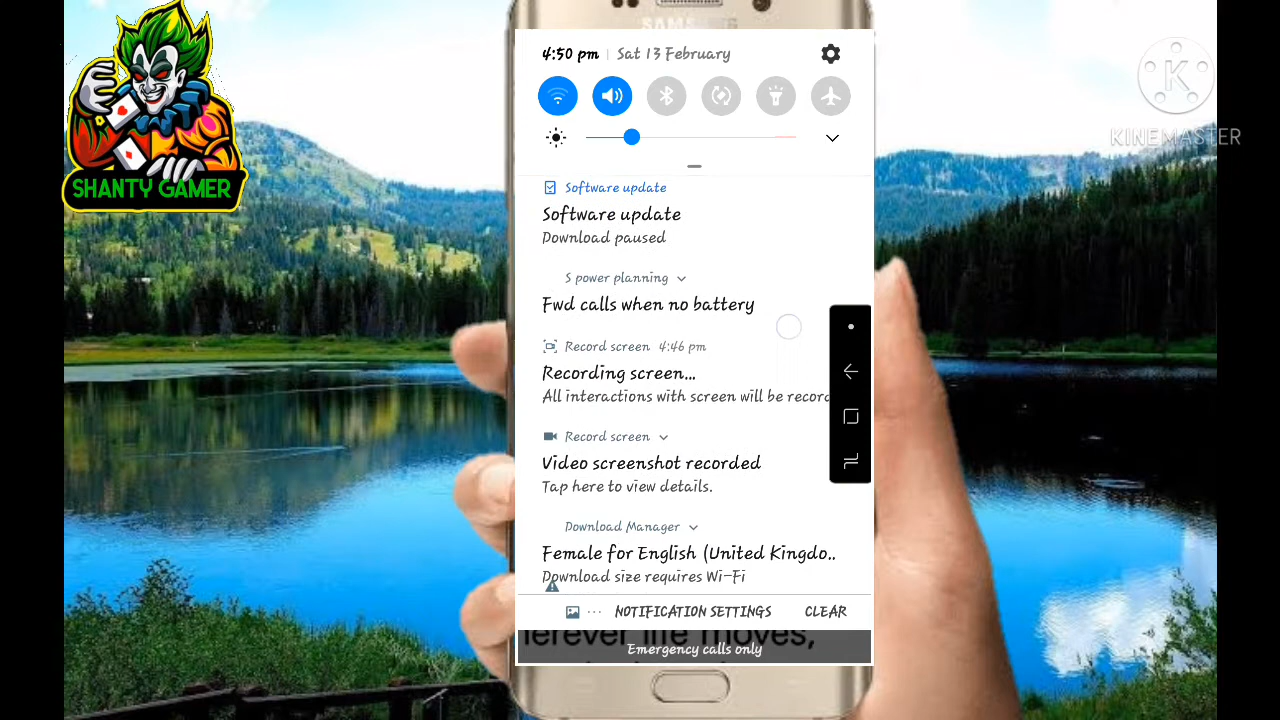 SAMSUNG
4:50 pm | Sat 13 February
SHANTY GAMER
KINEMASTER
Software update
Software update
Download paused
S power planning
Fwd calls when no battery
Record screen 4:46 pm
Recording screen...
All interactions with screen will be record
Record screen
Video screenshot recorded
Tap here to view details.
Download Manager
Female for English (United Kingdo..
Download size requires Wi-Fi
NOTIFICATION SETTINGS CLEAR
erever life moves,
Emergency calls only